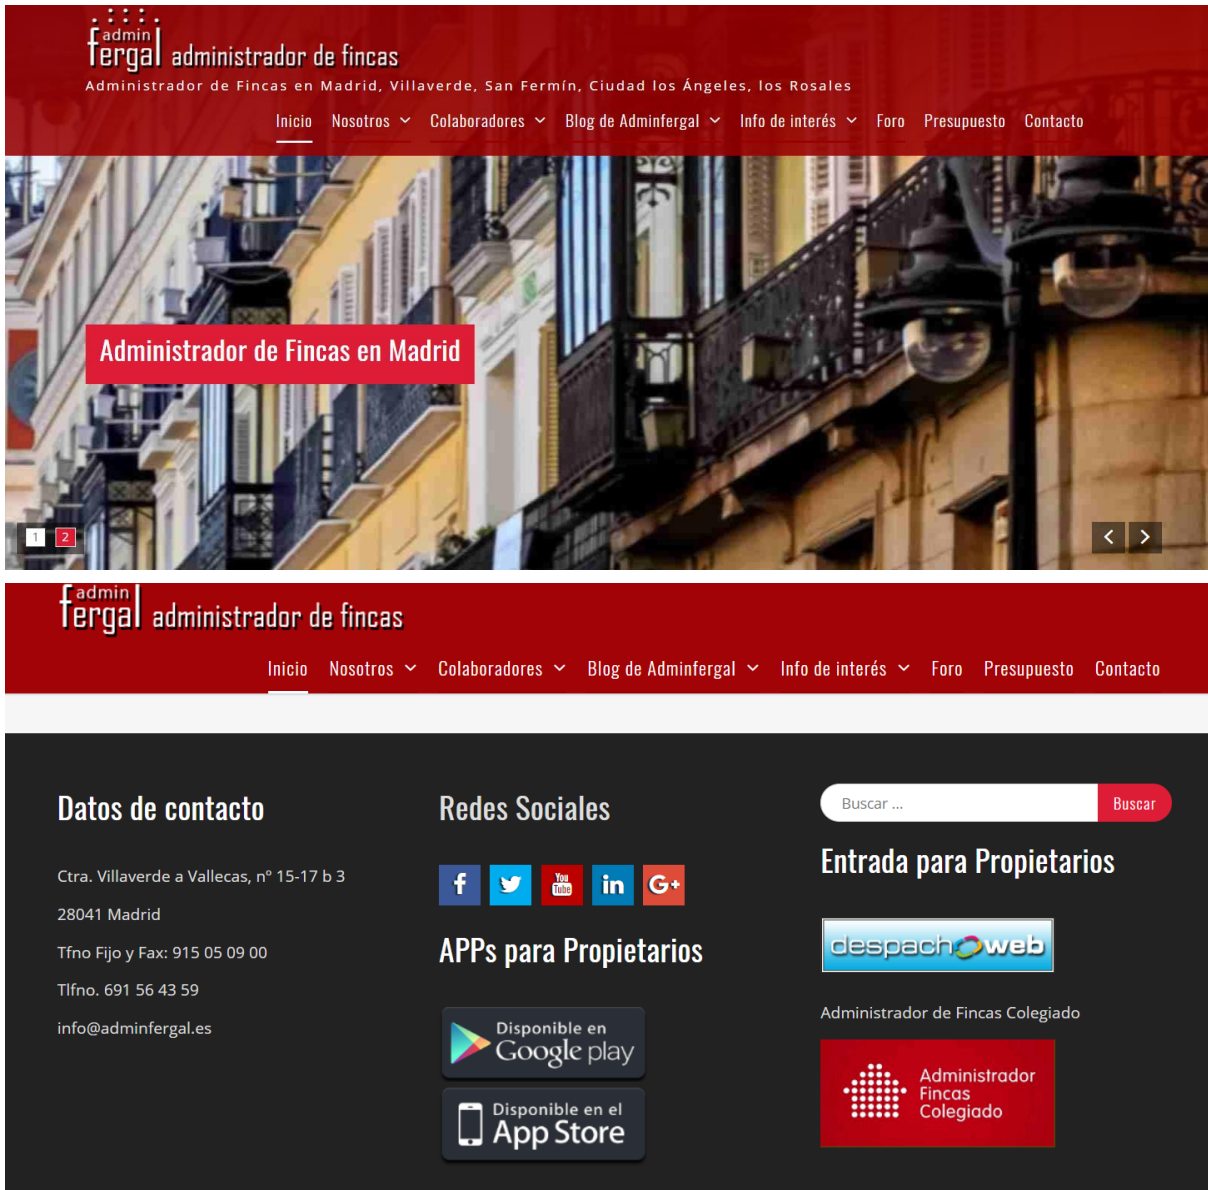 admin
fergal administrador de fincas
Administrador de Fincas en Madrid, Villaverde, San Fermín, Ciudad los Ángeles, los Rosales
Inicio Nosotros Colaboradores Blog de Adminfergal Info de interés Foro Presupuesto Contacto
Administrador de Fincas en Madrid
1 2
admin
fergal administrador de fincas
Inicio Nosotros Colaboradores Blog de Adminfergal Info de interés Foro Presupuesto Contacto
Datos de contacto
Ctra. Villaverde a Vallecas, nº 15-17 b 3
28041 Madrid
Tfno Fijo y Fax: 915 05 09 00
Tlfno. 691 56 43 59
info@adminfergal.es
Redes Sociales
f You Tube in G+
APPs para Propietarios
Disponible en
Google play
Disponible en el
App Store
Buscar ... Buscar
Entrada para Propietarios
despachoweb
Administrador de Fincas Colegiado
Administrador
Fincas
Colegiado